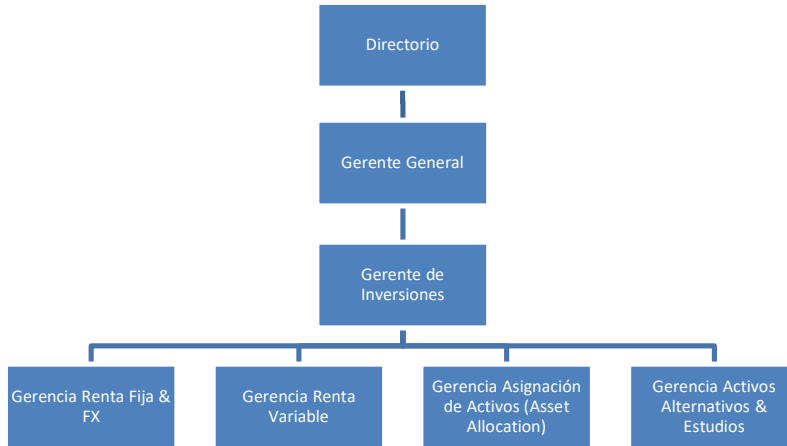 Directorio
Gerente General
Gerente de
Inversiones
Gerencia Renta Fija &
FX
Gerencia Renta
Variable
Gerencia Asignación
de Activos (Asset
Allocation)
Gerencia Activos
Alternativos &
Estudios